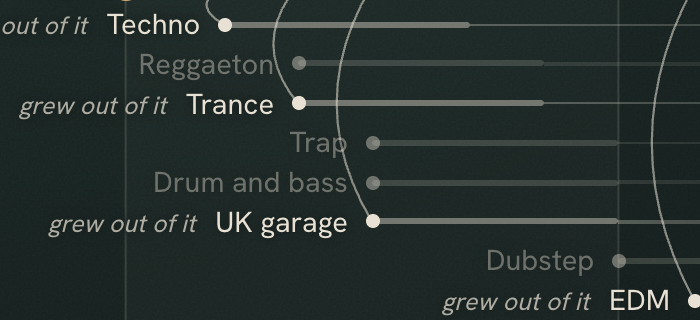 out of it Techno
Reggaeton
grew out of it Trance
Trap
Drum and bass
grew out of it UK garage
Dubstep
grew out of it EDM